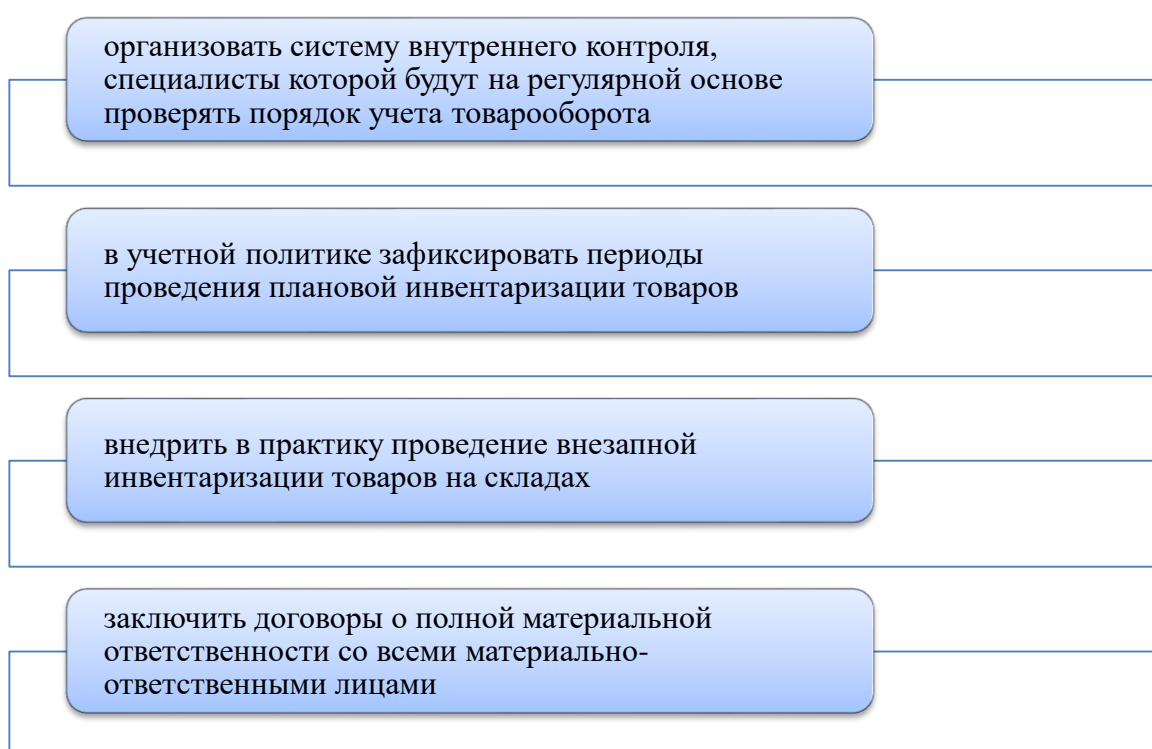 организовать систему внутреннего контроля,
специалисты которой будут на регулярной основе
проверять порядок учета товарооборота
в учетной политике зафиксировать периоды
проведения плановой инвентаризации товаров
внедрить в практику проведение внезапной
инвентаризации товаров на складах
заключить договоры о полной материальной
ответственности со всеми материально-
ответственными лицами